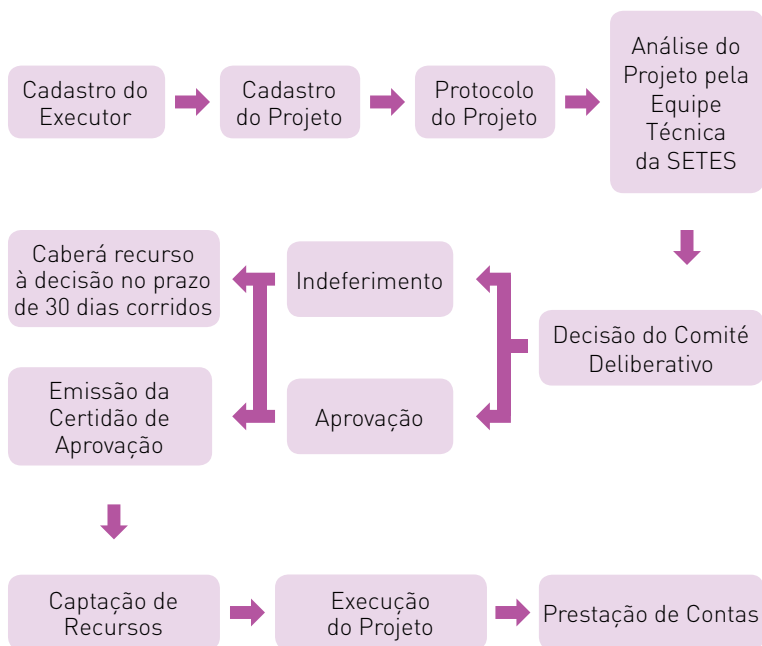 Cadastro do
Executor
Cadastro
do Projeto
Protocolo
do Projeto
Análise do
Projeto pela
Equipe
Técnica
da SETES
Caberá recurso
à decisão no prazo
de 30 dias corridos
Indeferimento
Decisão do Comité
Deliberativo
Emissão da
Certidão de
Aprovação
Aprovação
Captação de
Recursos
Execução
do Projeto
Prestação de Contas